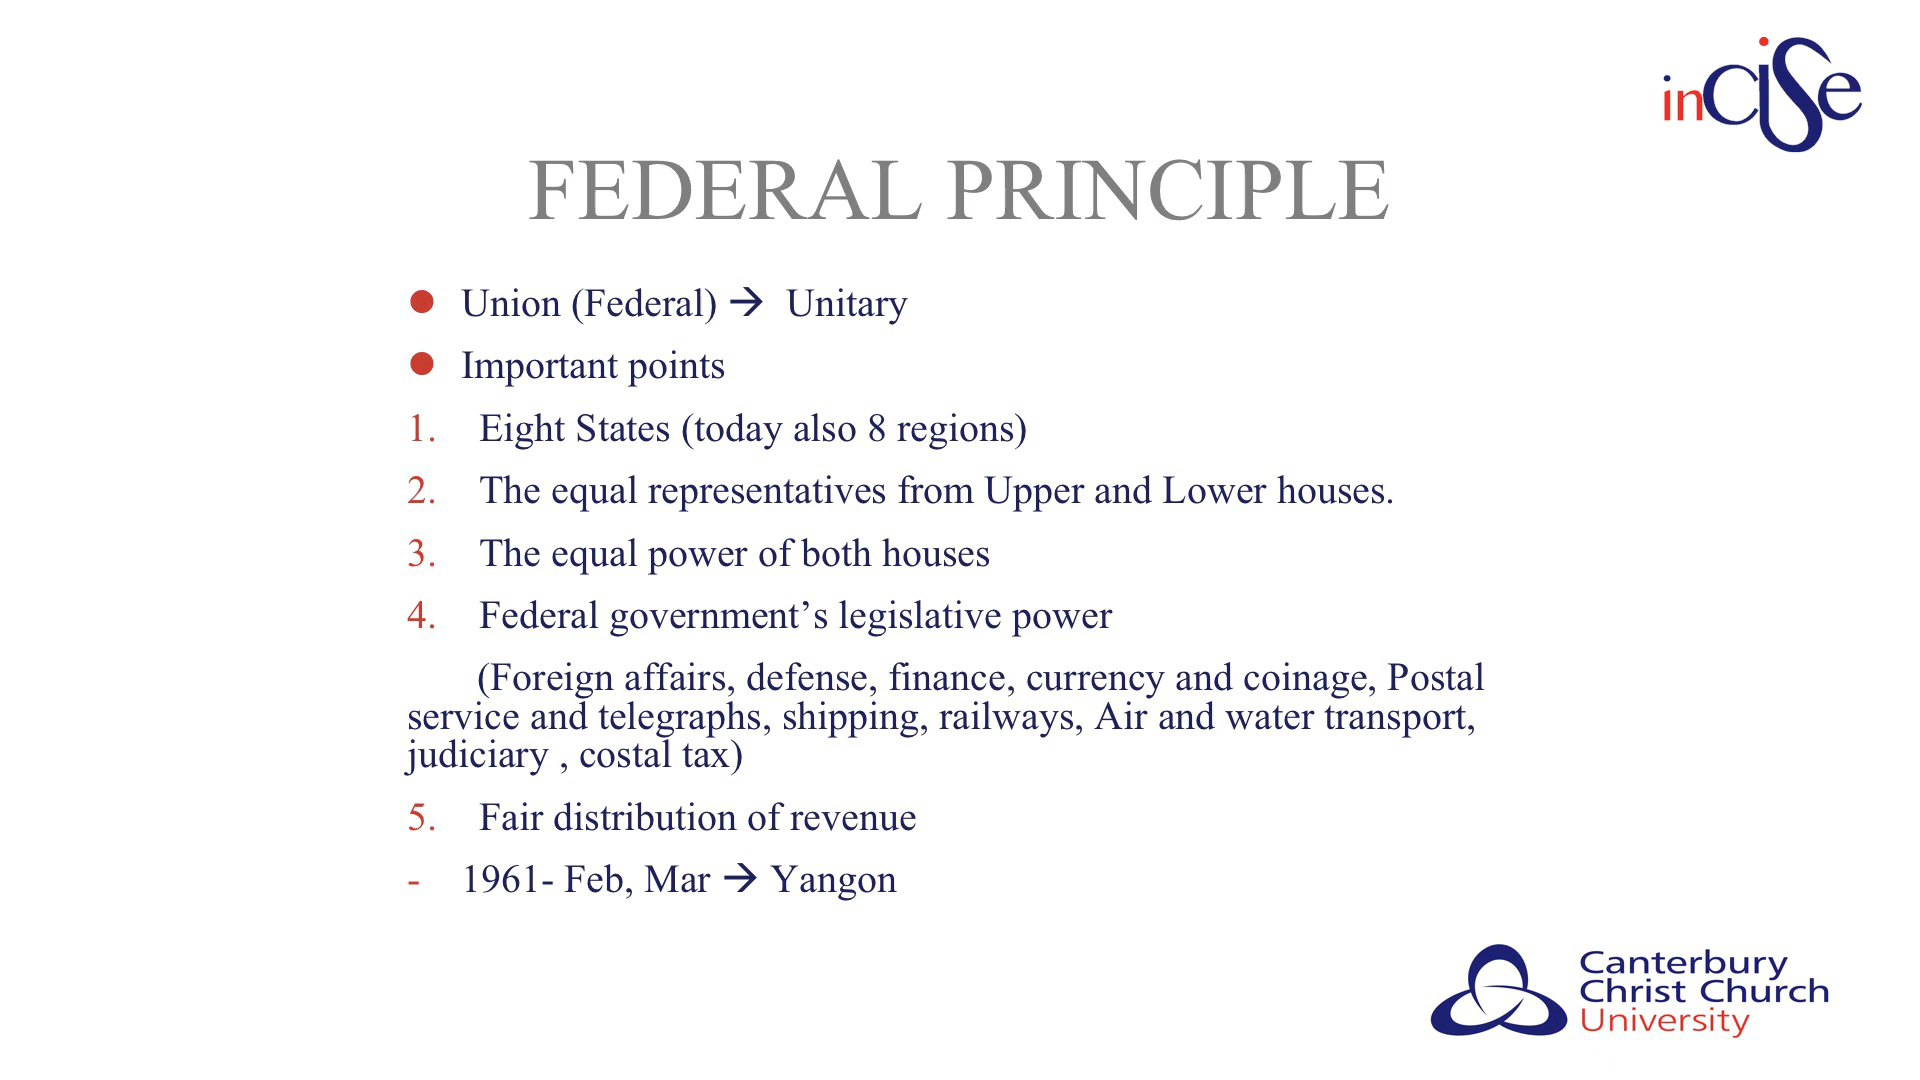 inCiSe
FEDERAL PRINCIPLE
● Union (Federal) → Unitary
● Important points
1. Eight States (today also 8 regions)
2. The equal representatives from Upper and Lower houses.
3. The equal power of both houses
4. Federal government’s legislative power
(Foreign affairs, defense, finance, currency and coinage, Postal
service and telegraphs, shipping, railways, Air and water transport,
judiciary , costal tax)
5. Fair distribution of revenue
- 1961- Feb, Mar → Yangon
Canterbury
Christ Church
University